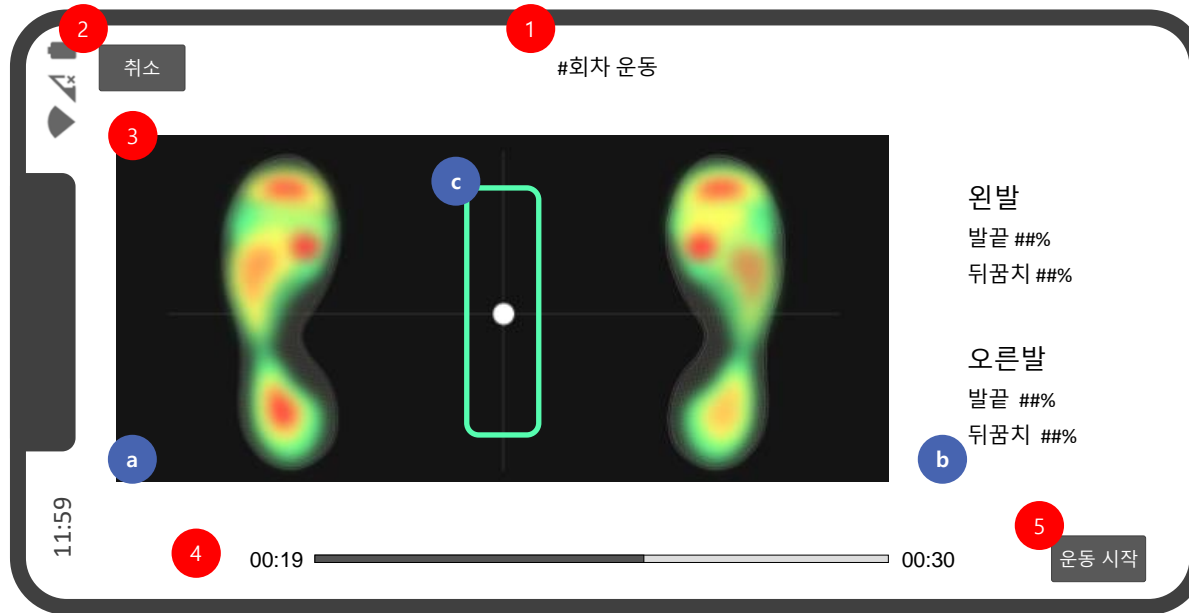 1
2
취소
#회차 운동
3
c
왼발
발끝 ##%
뒤꿈치 ##%
오른발
발끝 ##%
뒤꿈치 ##%
a
b
11:59
4
00:19
00:30
5
운동 시작